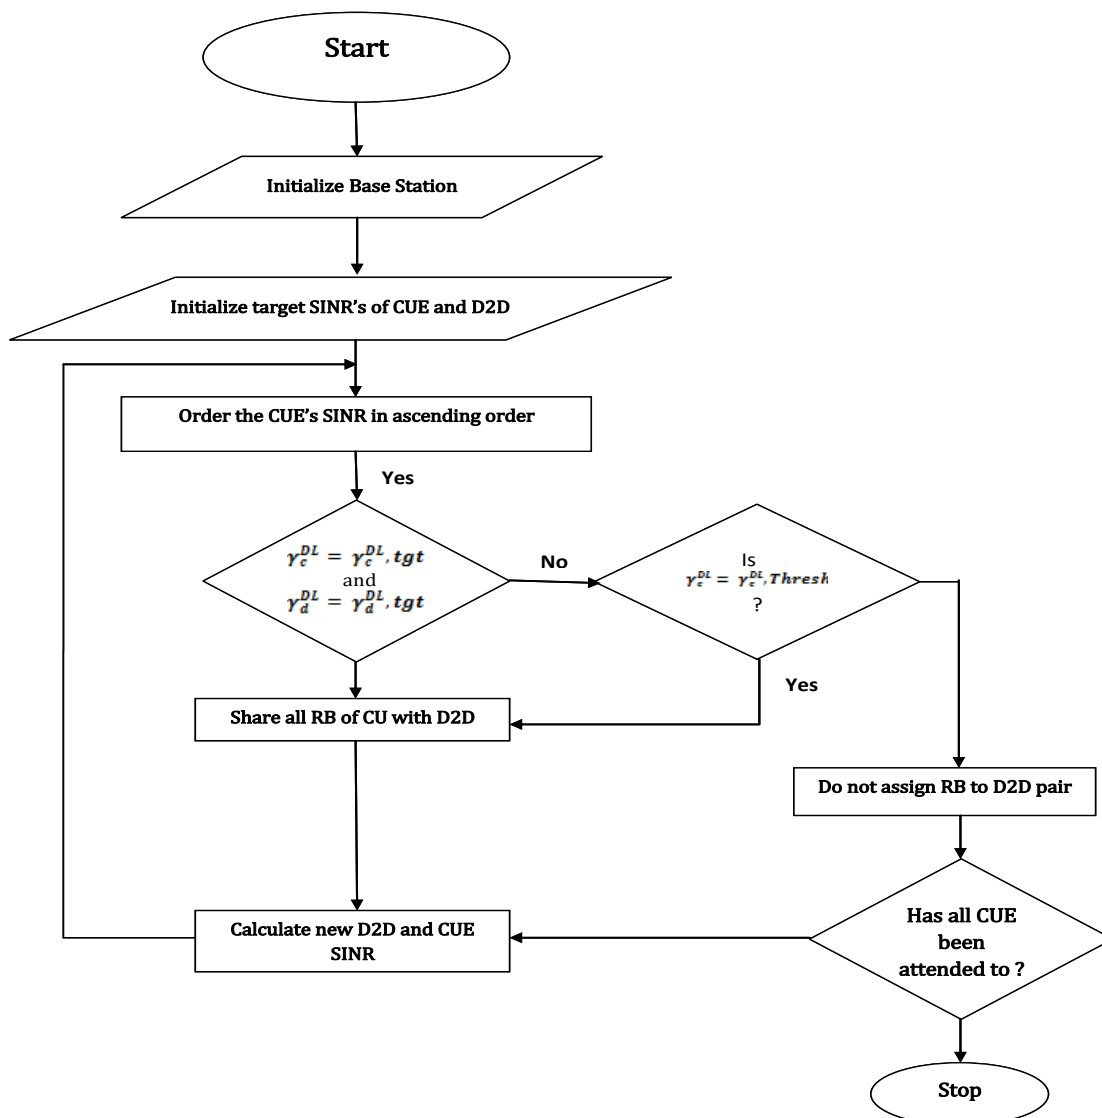 Start
Initialize Base Station
Initialize target SINR's of CUE and D2D
Order the CUE's SINR in ascending order
Yes
γ_c^{DL} = γ_c^{DL},tgt
and
γ_d^{DL} = γ_d^{DL},tgt
No
Is
γ_c^{DL} = γ_c^{DL},Thresh
?
Yes
Share all RB of CU with D2D
Do not assign RB to D2D pair
Calculate new D2D and CUE
SINR
Has all CUE
been
attended to ?
Stop